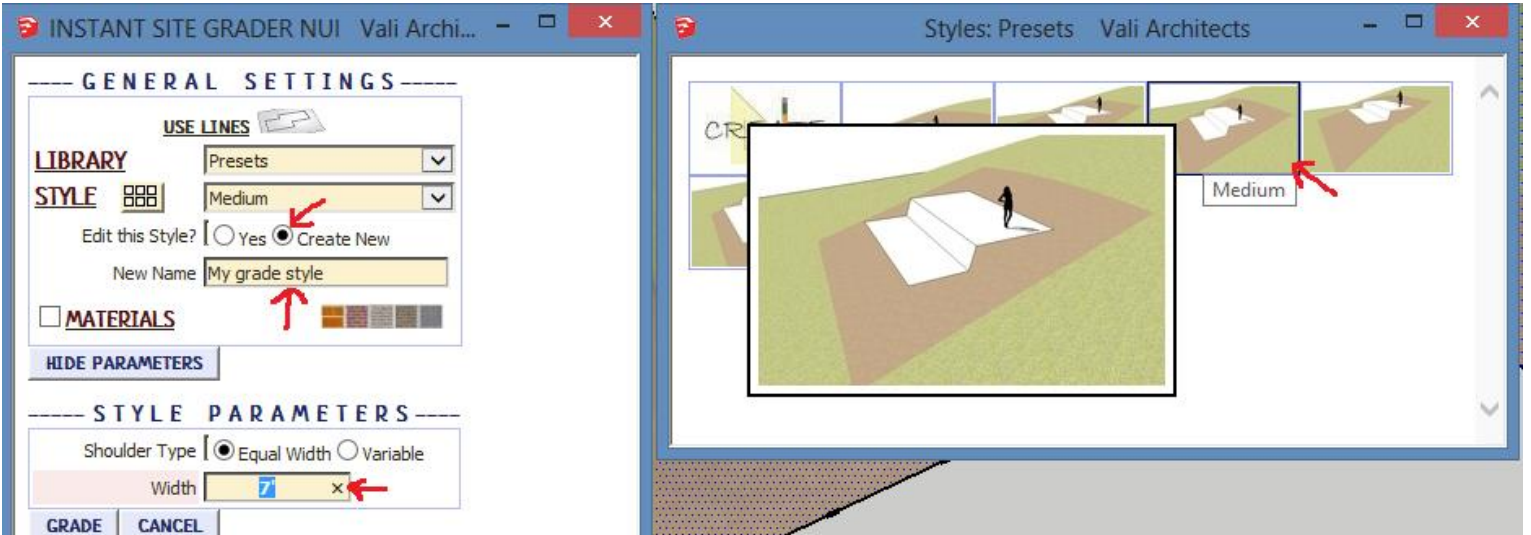 INSTANT SITE GRADER NUI Vali Archi...
---- GENERAL SETTINGS-----
USE LINES
LIBRARY Presets
STYLE Medium
Edit this Style? Yes Create New
New Name My grade style
MATERIALS
HIDE PARAMETERS
----- STYLE PARAMETERS----
Shoulder Type Equal Width Variable
Width 7' ×
GRADE CANCEL
Styles: Presets Vali Architects
Medium